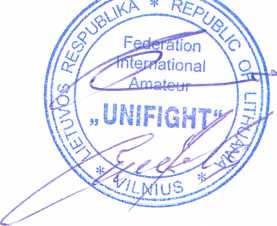 LIETUVOS RESPUBLIKA * REPUBLIC OF LITHUANIA
Federation
International
Amateur
„UNIFIGHT“
* VILNIUS *